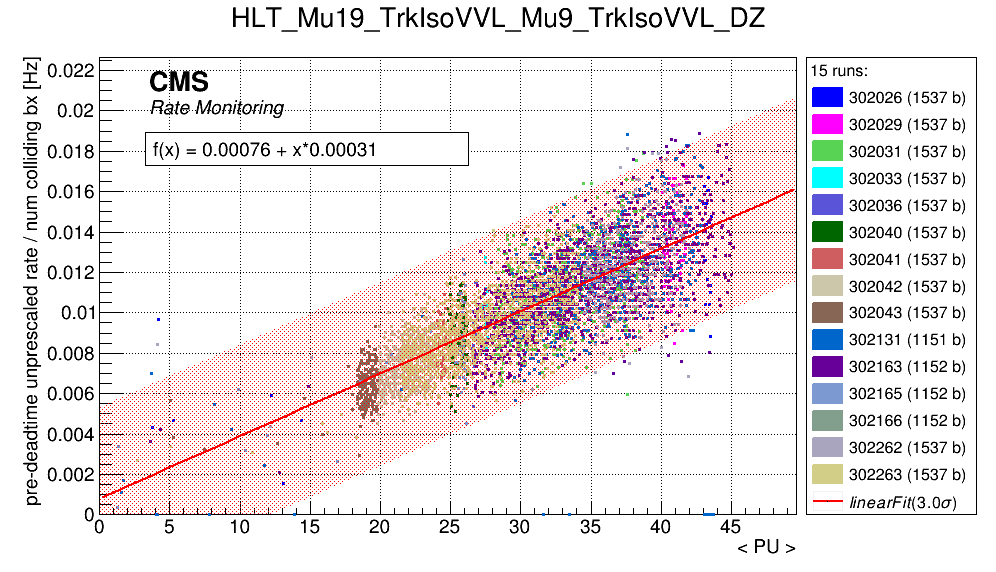 HLT_Mu19_TrkIsoVVL_Mu9_TrkIsoVVL_DZ
pre-deadtime unprescaled rate / num colliding bx [Hz]
0.022
0.02
0.018
0.016
0.014
0.012
0.01
0.008
0.006
0.004
0.002
0
CMS
Rate Monitoring
f(x) = 0.00076 + x*0.00031
0 5 10 15 20 25 30 35 40 45
< PU >
15 runs:
302026 (1537 b)
302029 (1537 b)
302031 (1537 b)
302033 (1537 b)
302036 (1537 b)
302040 (1537 b)
302041 (1537 b)
302042 (1537 b)
302043 (1537 b)
302131 (1151 b)
302163 (1152 b)
302165 (1152 b)
302166 (1152 b)
302262 (1537 b)
302263 (1537 b)
linearFit(3.0σ)